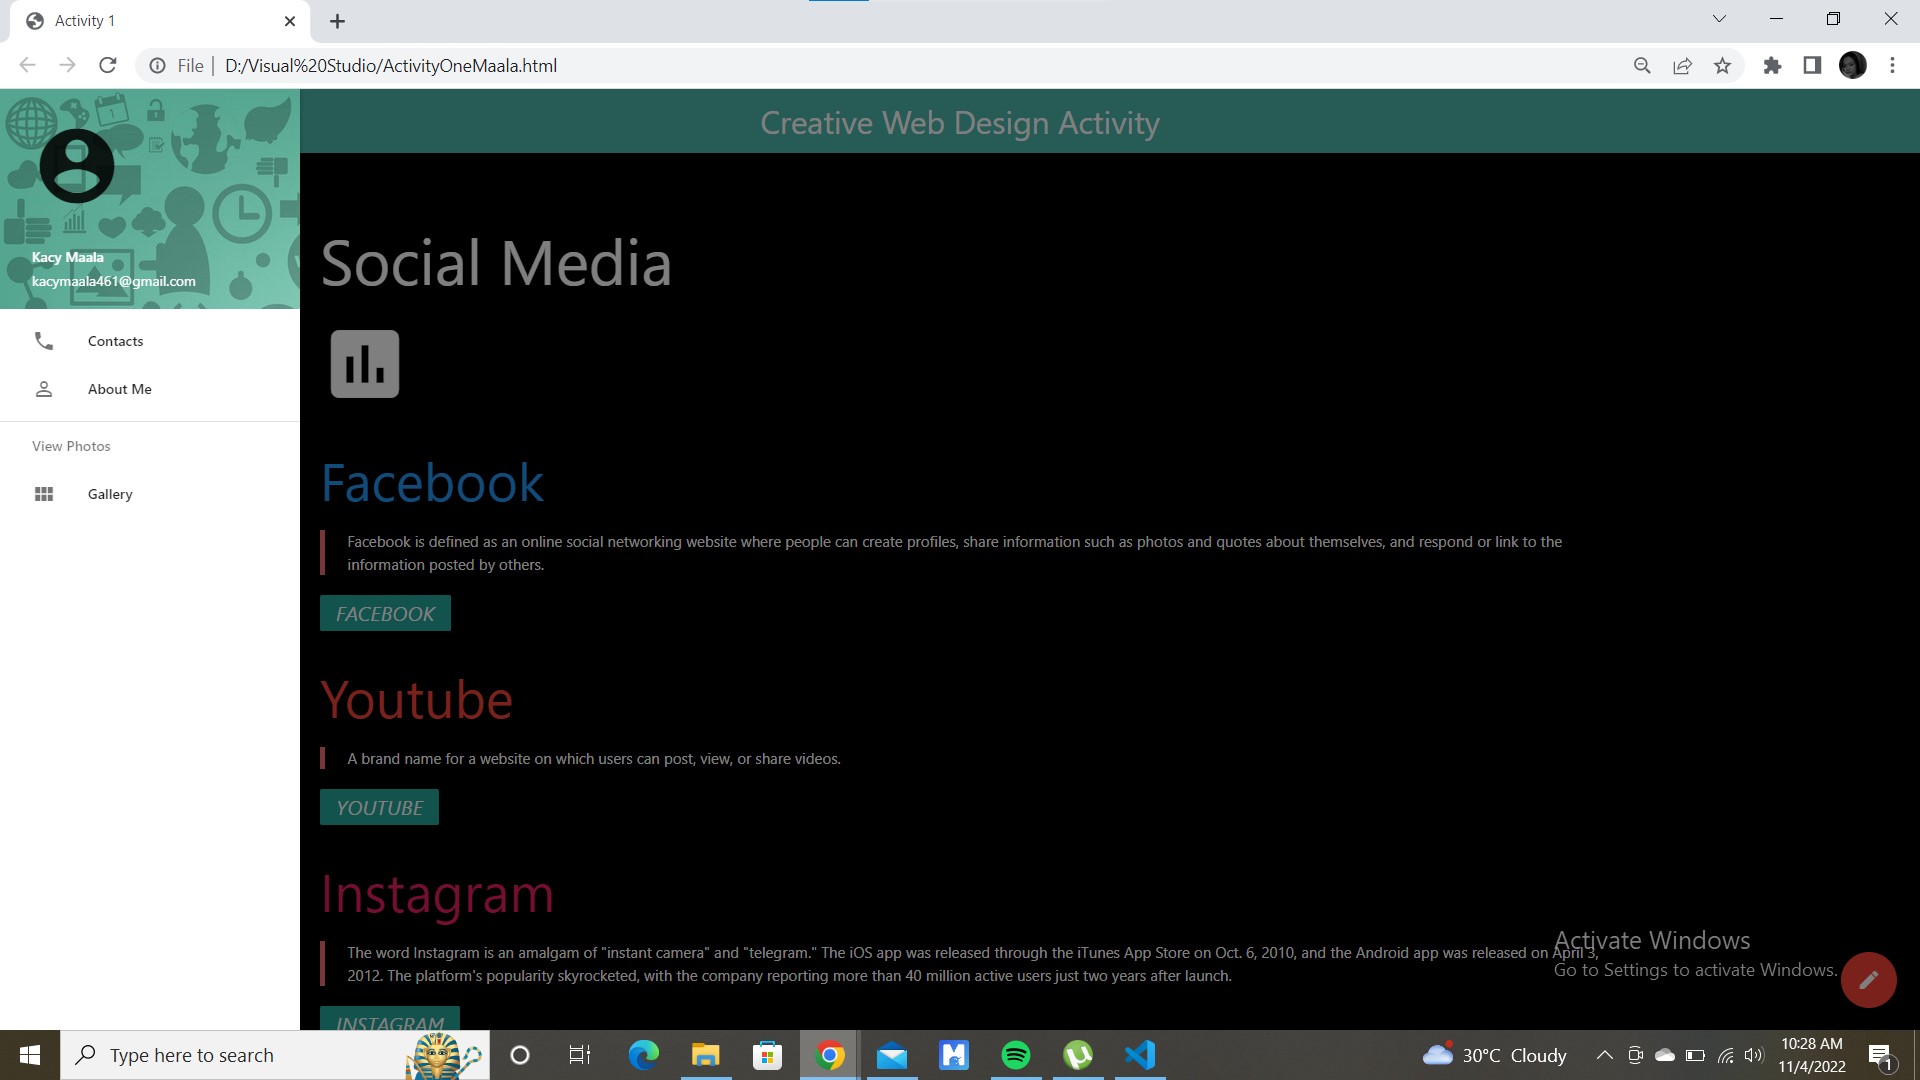 Activity 1
File
D:/Visual%20Studio/ActivityOneMaala.html
Creative Web Design Activity
1
Kacy Maala
kacymaala461@gmail.com
Contacts
About Me
View Photos
Gallery
Social Media
Facebook
Facebook is defined as an online social networking website where people can create profiles, share information such as photos and quotes about themselves, and respond or link to the
information posted by others.
FACEBOOK
Youtube
A brand name for a website on which users can post, view, or share videos.
YOUTUBE
Instagram
The word Instagram is an amalgam of "instant camera" and "telegram." The iOS app was released through the iTunes App Store on Oct. 6, 2010, and the Android app was released on April 3,
2012. The platform's popularity skyrocketed, with the company reporting more than 40 million active users just two years after launch.
INSTAGRAM
Activate Windows
Go to Settings to activate Windows.
Type here to search
30°C Cloudy
10:28 AM
11/4/2022
1